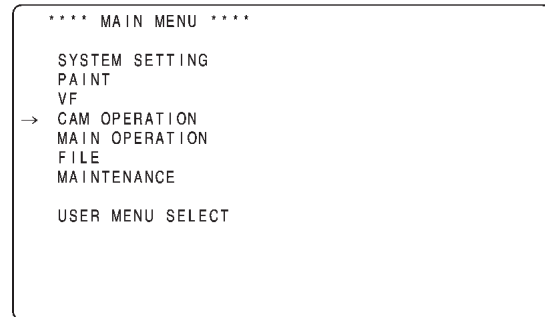 **** MAIN MENU ****
SYSTEM SETTING
PAINT
VF
→ CAM OPERATION
MAIN OPERATION
FILE
MAINTENANCE
USER MENU SELECT